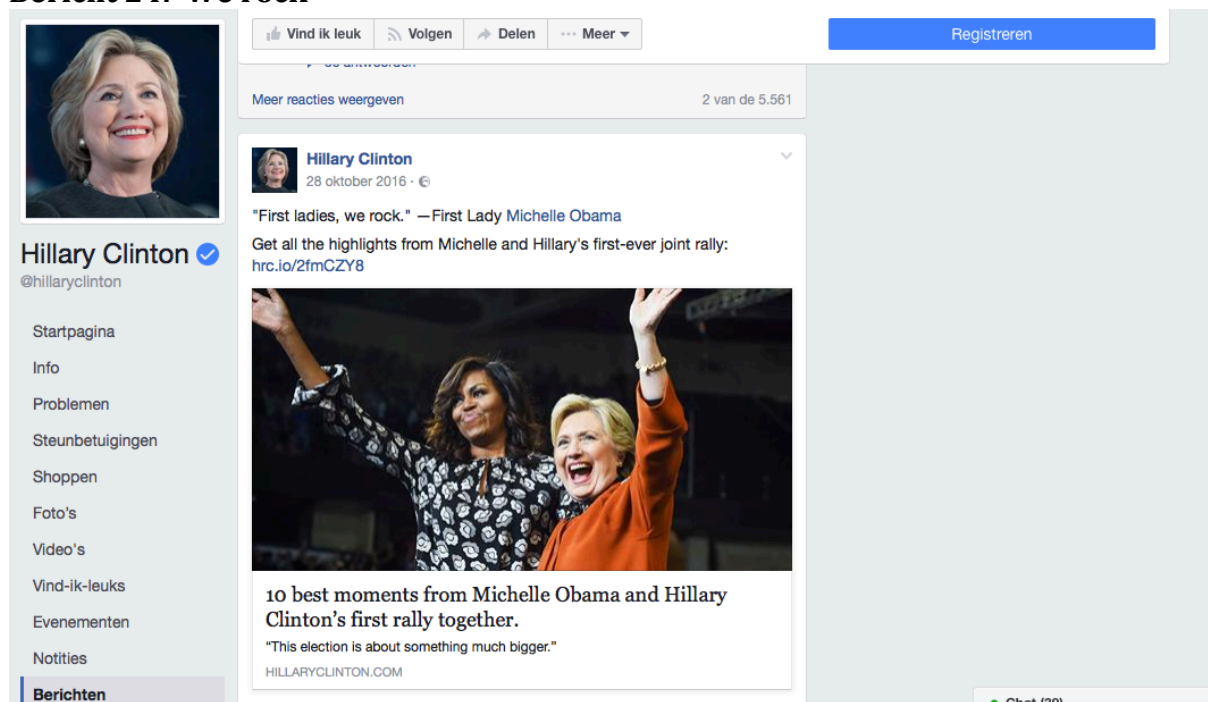 Vind ik leuk Volgen Delen ··· Meer
Registreren
Meer reacties weergeven 2 van de 5.561
Hillary Clinton
28 oktober 2016 ·
"First ladies, we rock." —First Lady Michelle Obama
Get all the highlights from Michelle and Hillary's first-ever joint rally:
hrc.io/2fmCZY8
Hillary Clinton
@hillaryclinton
Startpagina
Info
Problemen
Steunbetuigingen
Shoppen
Foto's
Video's
Vind-ik-leuks
Evenementen
Notities
Berichten
10 best moments from Michelle Obama and Hillary
Clinton's first rally together.
"This election is about something much bigger."
HILLARYCLINTON.COM